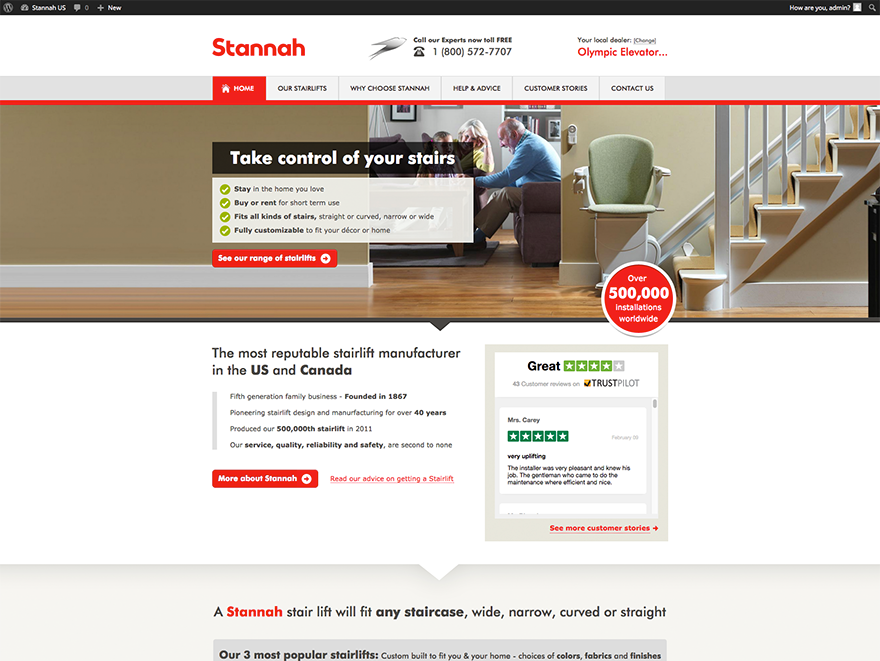 Stannah US 0 New How are you, admin?
Stannah
Call our Experts now toll FREE
1 (800) 572-7707
Your local dealer: [Change]
Olympic Elevator...
HOME OUR STAIRLIFTS WHY CHOOSE STANNAH HELP & ADVICE CUSTOMER STORIES CONTACT US
Take control of your stairs
Stay in the home you love
Buy or rent for short term use
Fits all kinds of stairs, straight or curved, narrow or wide
Fully customizable to fit your décor or home
See our range of stairlifts
Over
500,000
installations
worldwide
The most reputable stairlift manufacturer
in the US and Canada
Fifth generation family business - Founded in 1867
Pioneering stairlift design and manufacturing for over 40 years
Produced our 500,000th stairlift in 2011
Our service, quality, reliability and safety, are second to none
More about Stannah Read our advice on getting a Stairlift
Great
43 Customer reviews on TRUSTPILOT
Mrs. Carey
February 05
very uplifting
The installer was very pleasant and knew his
job. The gentleman who came to do the
maintenance where efficient and nice.
See more customer stories
A Stannah stair lift will fit any staircase, wide, narrow, curved or straight
Our 3 most popular stairlifts: Custom built to fit you & your home - choices of colors, fabrics and finishes